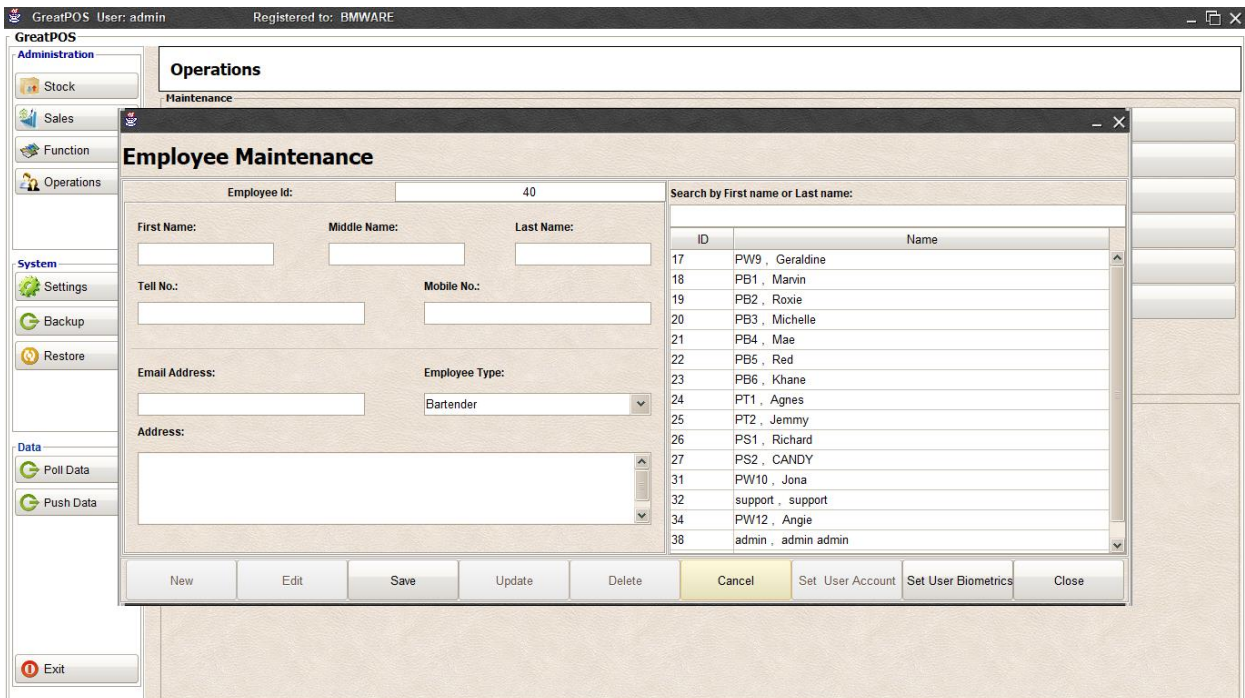 GreatPOS User: admin Registered to: BMWARE
GreatPOS
Administration
Stock
Sales
Function
Operations
System
Settings
Backup
Restore
Data
Poll Data
Push Data
Exit
Operations
Maintenance
Employee Maintenance
Employee Id: 40
First Name: Middle Name: Last Name:
Tell No.: Mobile No.:
Email Address: Employee Type:
Bartender
Address:
Search by First name or Last name:
ID Name
17 PW9 , Geraldine
18 PB1 , Marvin
19 PB2 , Roxie
20 PB3 , Michelle
21 PB4 , Mae
22 PB5 , Red
23 PB6 , Khane
24 PT1 , Agnes
25 PT2 , Jemmy
26 PS1 , Richard
27 PS2 , CANDY
31 PW10 , Jona
32 support , support
34 PW12 , Angie
38 admin , admin admin
New Edit Save Update Delete Cancel Set User Account Set User Biometrics Close